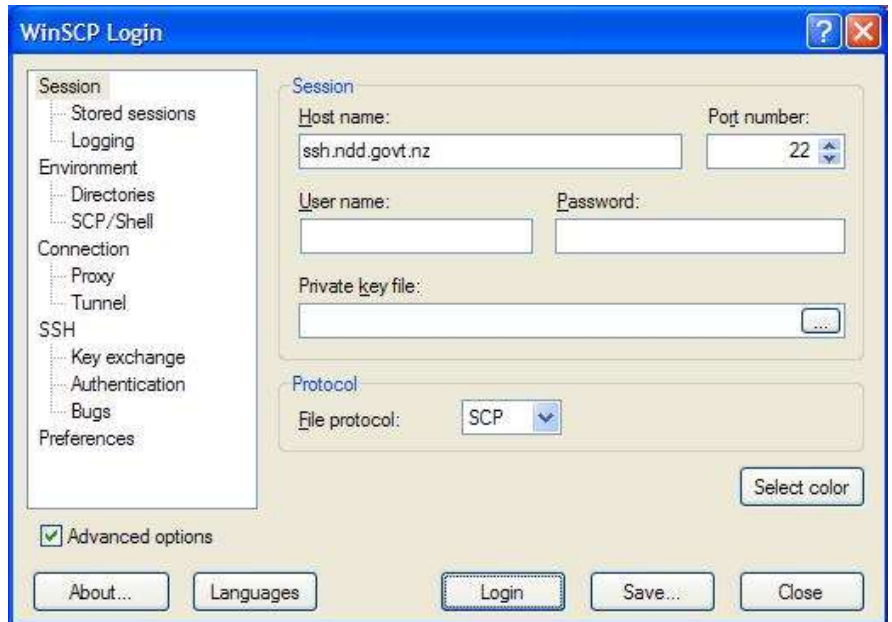 WinSCP Login
Session
Stored sessions
Logging
Environment
Directories
SCP/Shell
Connection
Proxy
Tunnel
SSH
Key exchange
Authentication
Bugs
Preferences
Advanced options
Session
Host name: Port number:
ssh.ndd.govt.nz 22
User name: Password:
Private key file:
...
Protocol
File protocol: SCP
Select color
About... Languages Login Save... Close